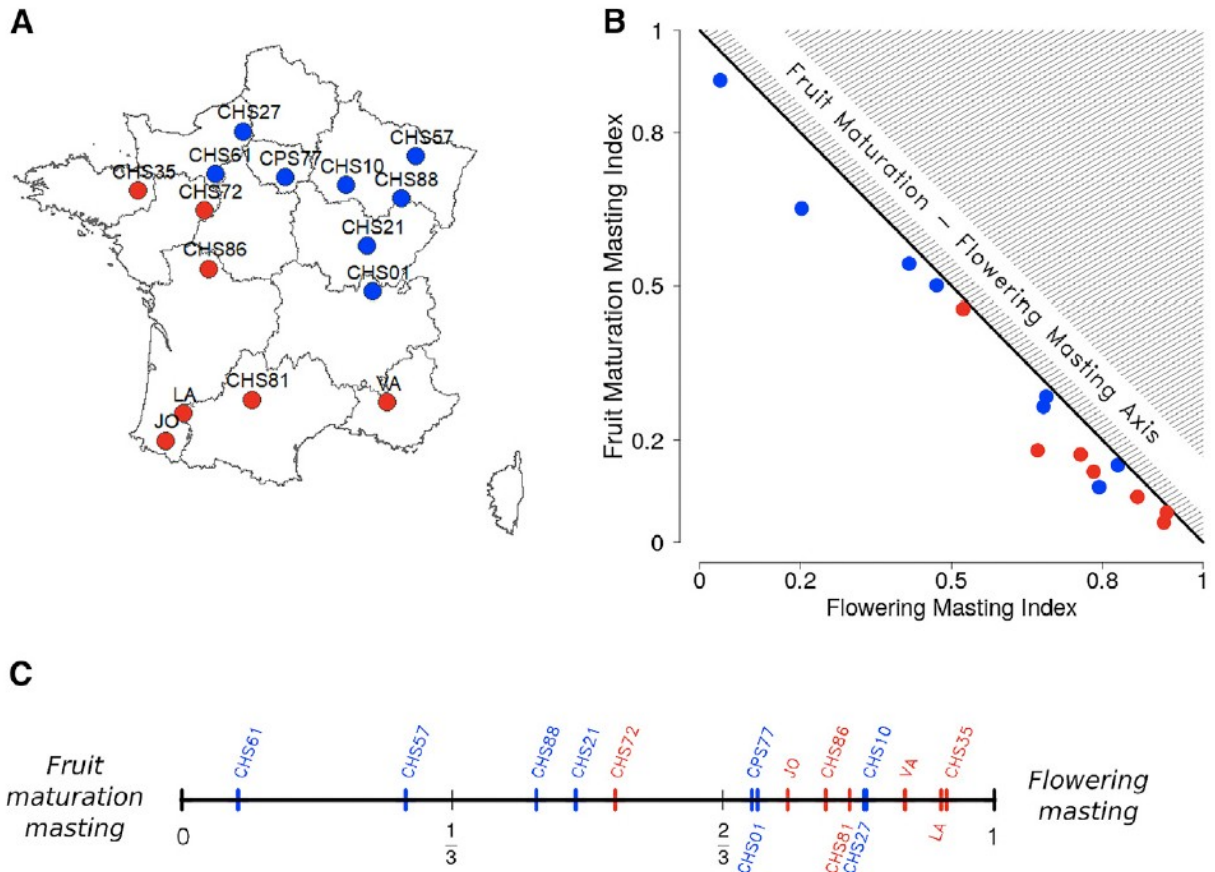 A
CHS27
CHS57
CHS61
CPS77
CHS10
CHS35
CHS72
CHS88
CHS21
CHS86
CHS01
CHS81
VA
LA
JO
B
1
0.8
0.5
0.2
0
Fruit Maturation Masting Index
Fruit Maturation – Flowering Masting Axis
0
0.2
0.5
0.8
1
Flowering Masting Index
C
Fruit
maturation
masting
CHS61
CHS57
CHS88
CHS21
CHS72
CPS77
JO
CHS86
CHS10
VA
CHS35
0
1
3
2
3
CHS01
CHS81
CHS27
LA
1
Flowering
masting